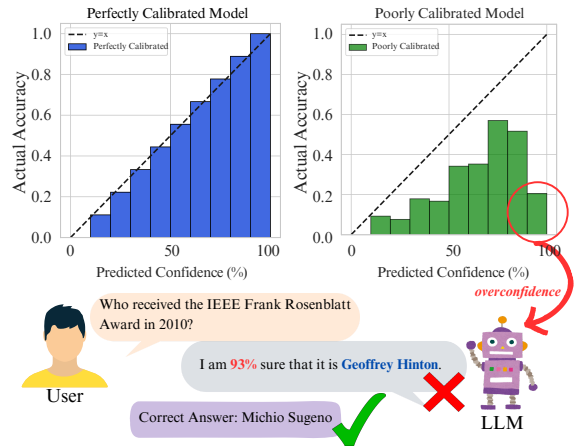 Perfectly Calibrated Model
y=x
Perfectly Calibrated
Actual Accuracy
1.0
0.8
0.6
0.4
0.2
0.0
0
50
100
Predicted Confidence (%)
Poorly Calibrated Model
y=x
Poorly Calibrated
Actual Accuracy
1.0
0.8
0.6
0.4
0.2
0.0
0
50
100
Predicted Confidence (%)
overconfidence
Who received the IEEE Frank Rosenblatt
Award in 2010?
User
I am 93% sure that it is Geoffrey Hinton.
LLM
Correct Answer: Michio Sugeno